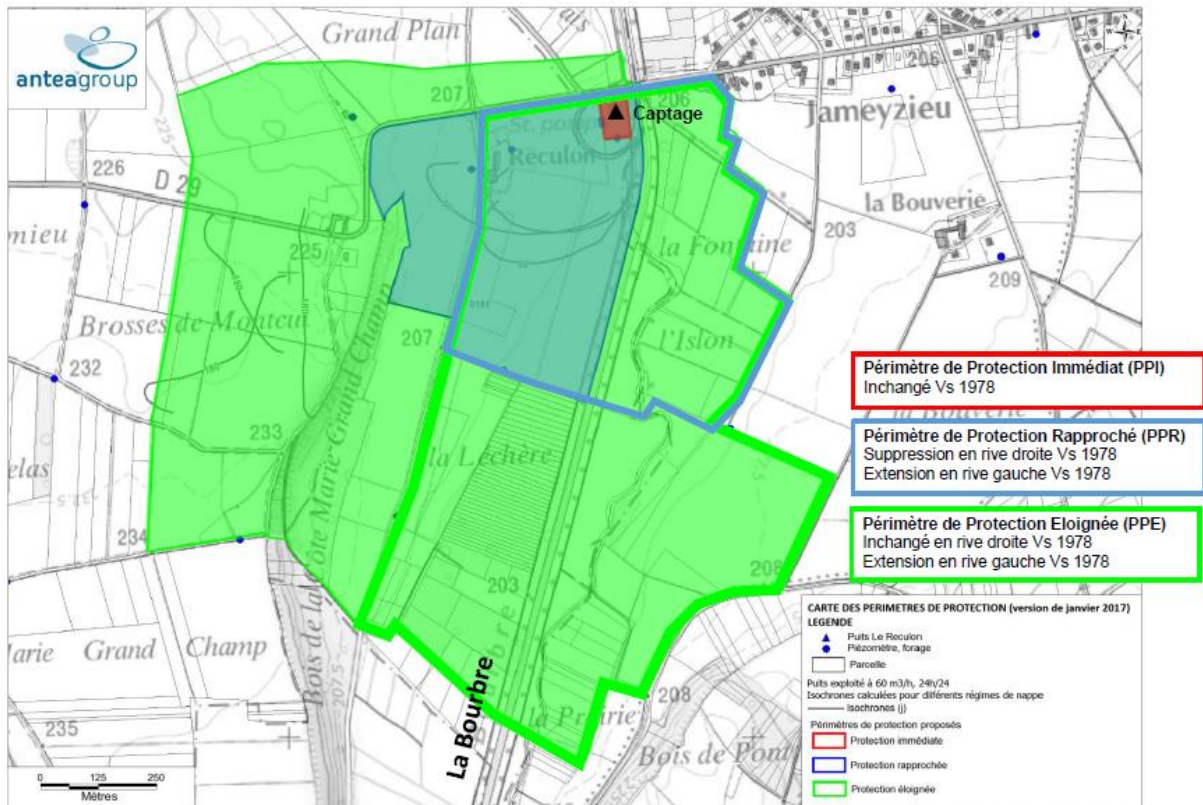 anteagroup
Grand Plan
207
206
206
Captage
Jameyzieu
St. pomp
Reculon
226
D 29
225
225
la Bouverie
203
209
la Fontaine
mieu
Brosses de Montcul
207
l'Islon
232
233
Bois de la Côte Marie Grand Champ
la Léchère
elas
234
203
208
Marie Grand Champ
207.5
235
La Bourbre
la Prairie
208
Bois de Pont
Périmètre de Protection Immédiat (PPI)
Inchangé Vs 1978
Périmètre de Protection Rapproché (PPR)
Suppression en rive droite Vs 1978
Extension en rive gauche Vs 1978
Périmètre de Protection Eloignée (PPE)
Inchangé en rive droite Vs 1978
Extension en rive gauche Vs 1978
CARTE DES PERIMETRES DE PROTECTION (version de janvier 2017)
LEGENDE
Puits Le Reculon
Piézomètre, forage
Parcelle
Puits exploité à 60 m3/h, 24h/24
Isochrones calculées pour différents régimes de nappe
Isochrones (j)
Périmètres de protection proposés
Protection immédiate
Protection rapprochée
Protection éloignée
0 125 250
Mètres